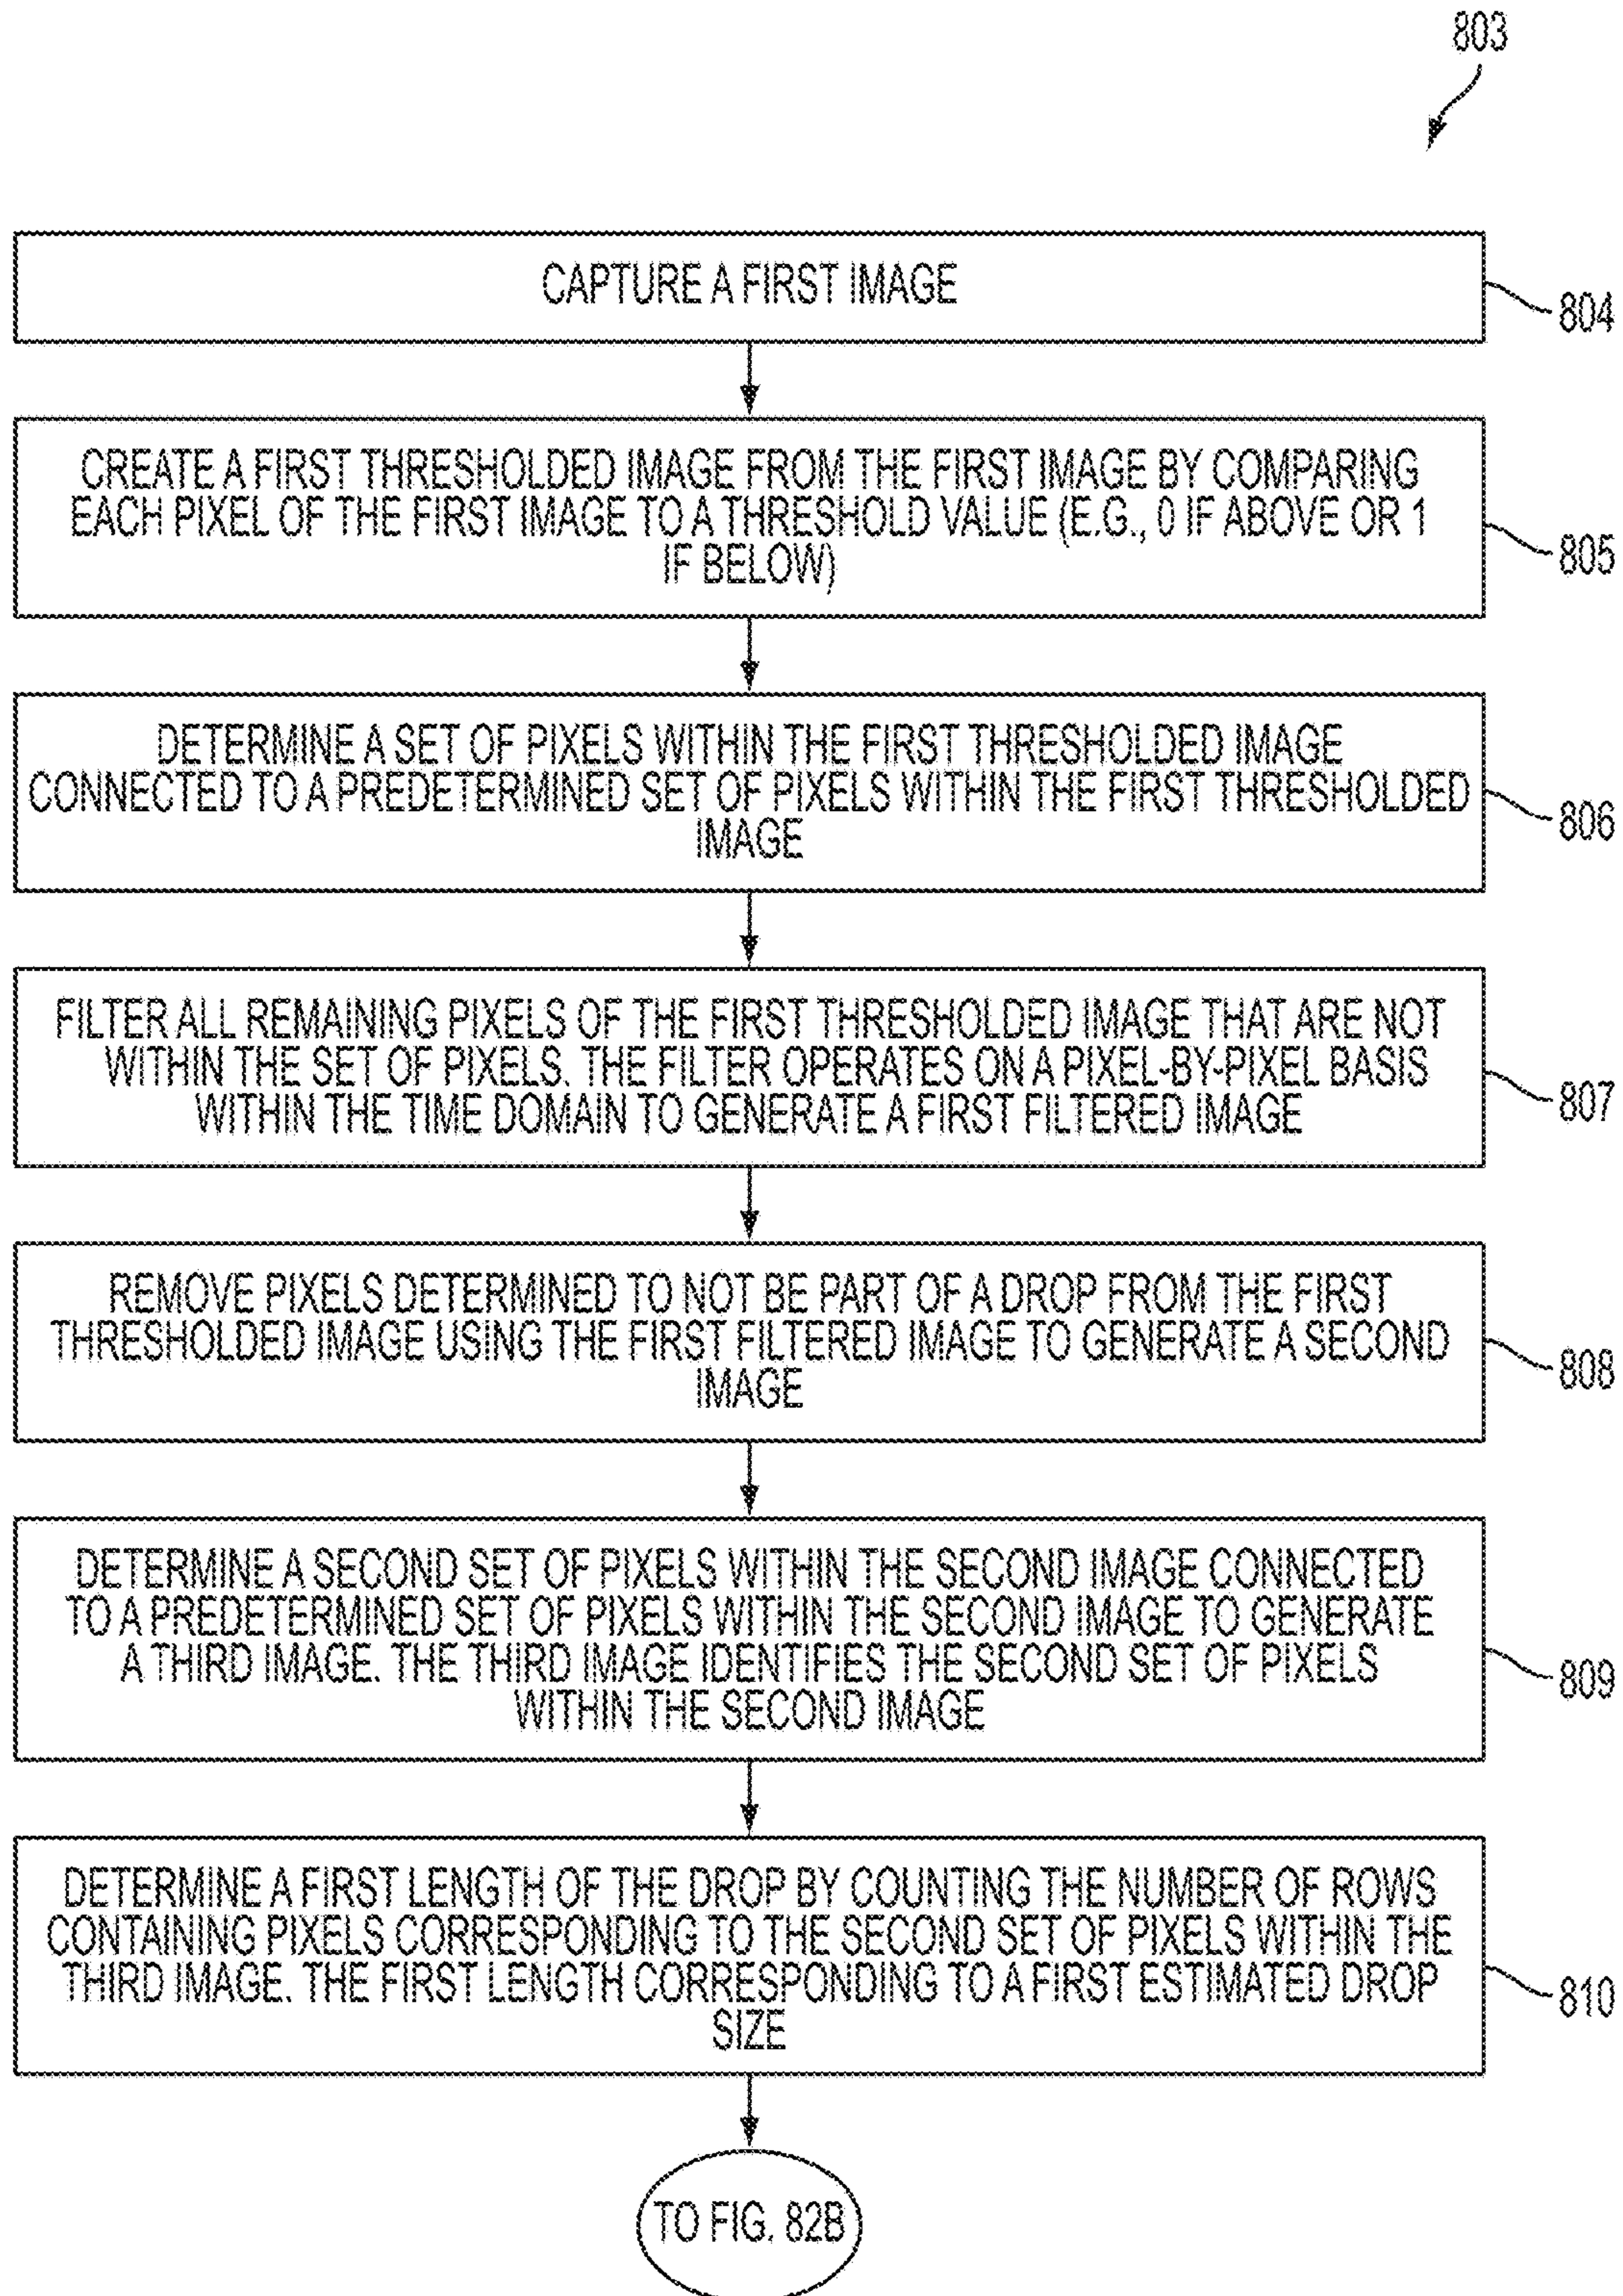 803
CAPTURE A FIRST IMAGE
804
CREATE A FIRST THRESHOLDED IMAGE FROM THE FIRST IMAGE BY COMPARING
EACH PIXEL OF THE FIRST IMAGE TO A THRESHOLD VALUE (E.G., 0 IF ABOVE OR 1
IF BELOW)
805
DETERMINE A SET OF PIXELS WITHIN THE FIRST THRESHOLDED IMAGE
CONNECTED TO A PREDETERMINED SET OF PIXELS WITHIN THE FIRST THRESHOLDED
IMAGE
806
FILTER ALL REMAINING PIXELS OF THE FIRST THRESHOLDED IMAGE THAT ARE NOT
WITHIN THE SET OF PIXELS. THE FILTER OPERATES ON A PIXEL-BY-PIXEL BASIS
WITHIN THE TIME DOMAIN TO GENERATE A FIRST FILTERED IMAGE
807
REMOVE PIXELS DETERMINED TO NOT BE PART OF A DROP FROM THE FIRST
THRESHOLDED IMAGE USING THE FIRST FILTERED IMAGE TO GENERATE A SECOND
IMAGE
808
DETERMINE A SECOND SET OF PIXELS WITHIN THE SECOND IMAGE CONNECTED
TO A PREDETERMINED SET OF PIXELS WITHIN THE SECOND IMAGE TO GENERATE
A THIRD IMAGE. THE THIRD IMAGE IDENTIFIES THE SECOND SET OF PIXELS
WITHIN THE SECOND IMAGE
809
DETERMINE A FIRST LENGTH OF THE DROP BY COUNTING THE NUMBER OF ROWS
CONTAINING PIXELS CORRESPONDING TO THE SECOND SET OF PIXELS WITHIN THE
THIRD IMAGE. THE FIRST LENGTH CORRESPONDING TO A FIRST ESTIMATED DROP
SIZE
810
TO FIG. 82B